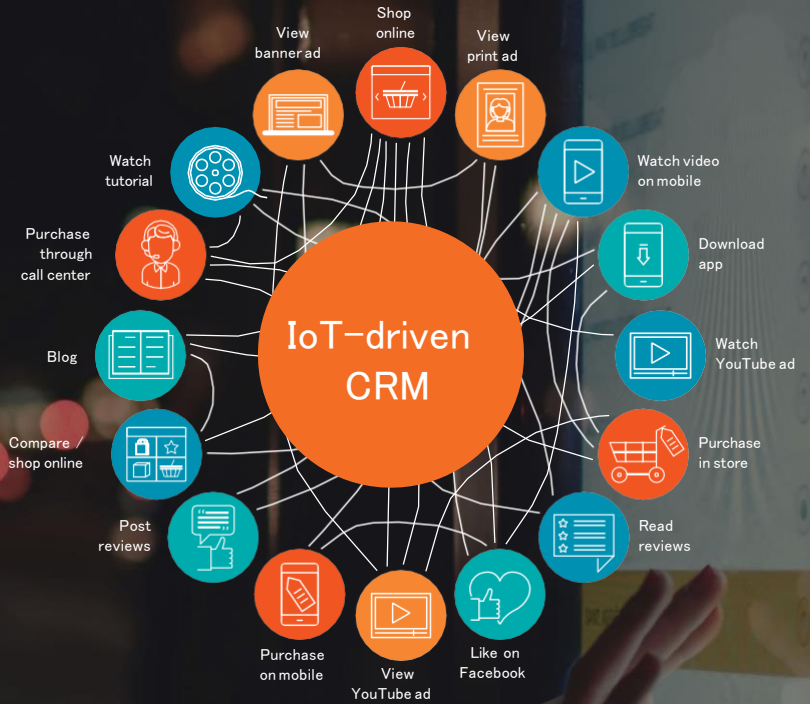 Shop
online
View
print ad
Watch video
on mobile
Download
app
Watch
YouTube ad
Purchase
in store
Read
reviews
Like on
Facebook
View
YouTube ad
Purchase
on mobile
Post
reviews
Compare /
shop online
Blog
Purchase
through
call center
Watch
tutorial
View
banner ad
IoT-driven
CRM